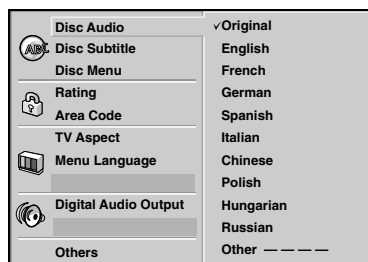 Disc Audio
Disc Subtitle
Disc Menu
Rating
Area Code
TV Aspect
Menu Language
Digital Audio Output
Others
✓Original
English
French
German
Spanish
Italian
Chinese
Polish
Hungarian
Russian
Other — — — —
ABC